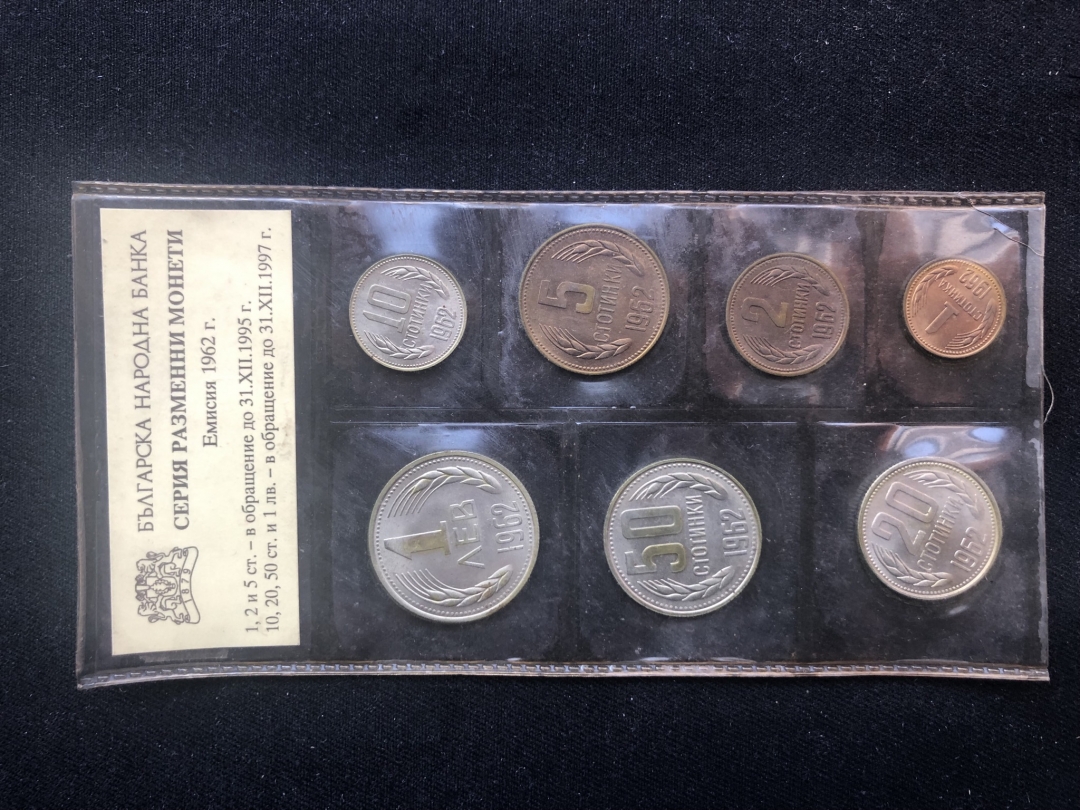 БЪЛГАРСКА НАРОДНА БАНКА
СЕРИЯ РАЗМЕННИ МОНЕТИ
Емисия 1962 г.
1, 2 и 5 ст. – в обращение до 31.XII.1995 г.
10, 20, 50 ст. и 1 лв. – в обращение до 31.XII.1997 г.
1879
10
СТОТИНКИ
1962
5
СТОТИНКИ
1962
2
СТОТИНКИ
1962
1
СТОТИНКА
1962
1
ЛЕВ
1962
50
СТОТИНКИ
1962
20
СТОТИНКИ
1962